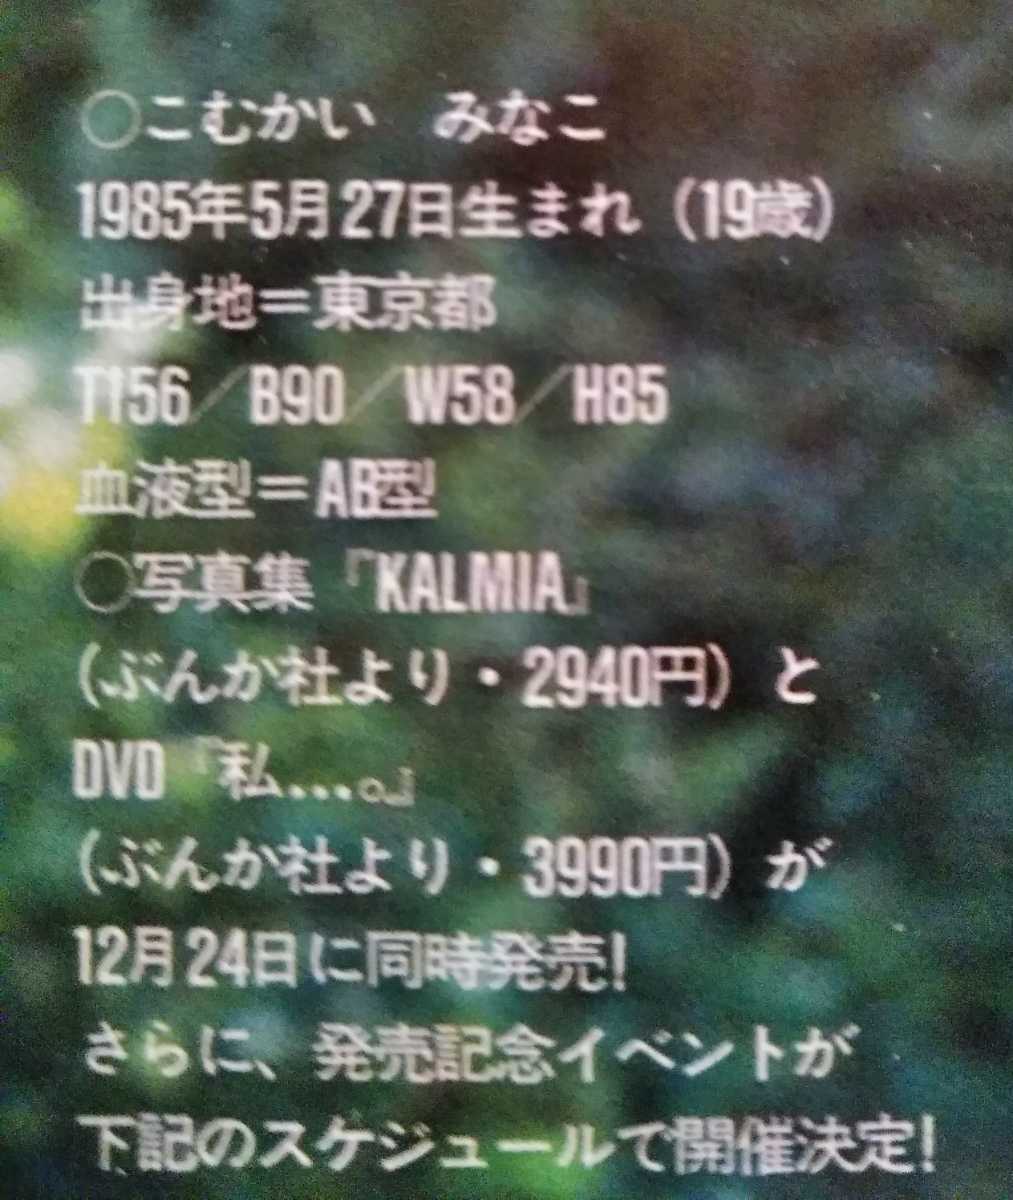 ○こむかい　みなこ
1985年5月27日生まれ（19歳）
出身地＝東京都
T156／B90／W58／H85
血液型＝AB型
○写真集『KALMIA』
（ぶんか社より・2940円）と
DVD『私…。』
（ぶんか社より・3990円）が
12月24日に同時発売!
さらに、発売記念イベントが
下記のスケジュールで開催決定!